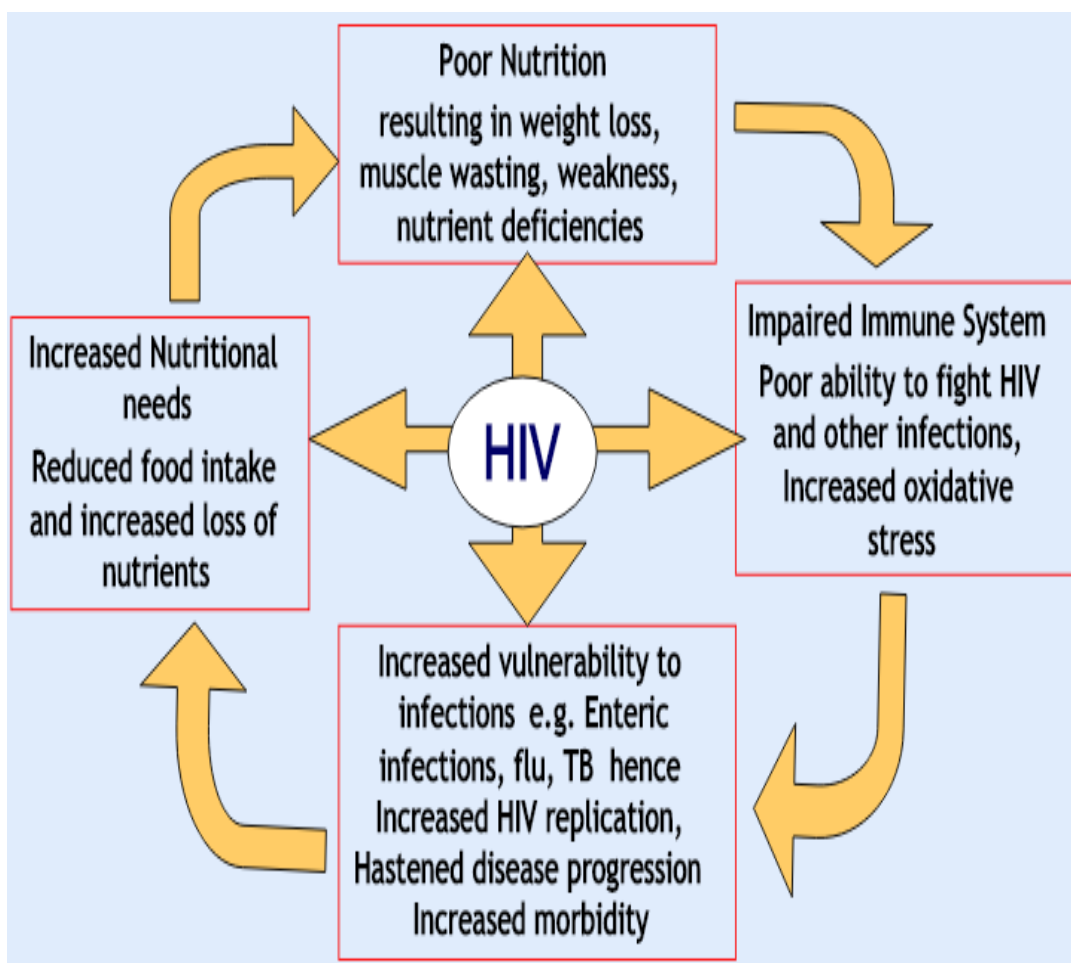 Poor Nutrition
resulting in weight loss,
muscle wasting, weakness,
nutrient deficiencies
Impaired Immune System
Poor ability to fight HIV
and other infections,
Increased oxidative
stress
Increased vulnerability to
infections e.g. Enteric
infections, flu, TB hence
Increased HIV replication,
Hastened disease progression
Increased morbidity
Increased Nutritional
needs
Reduced food intake
and increased loss of
nutrients
HIV